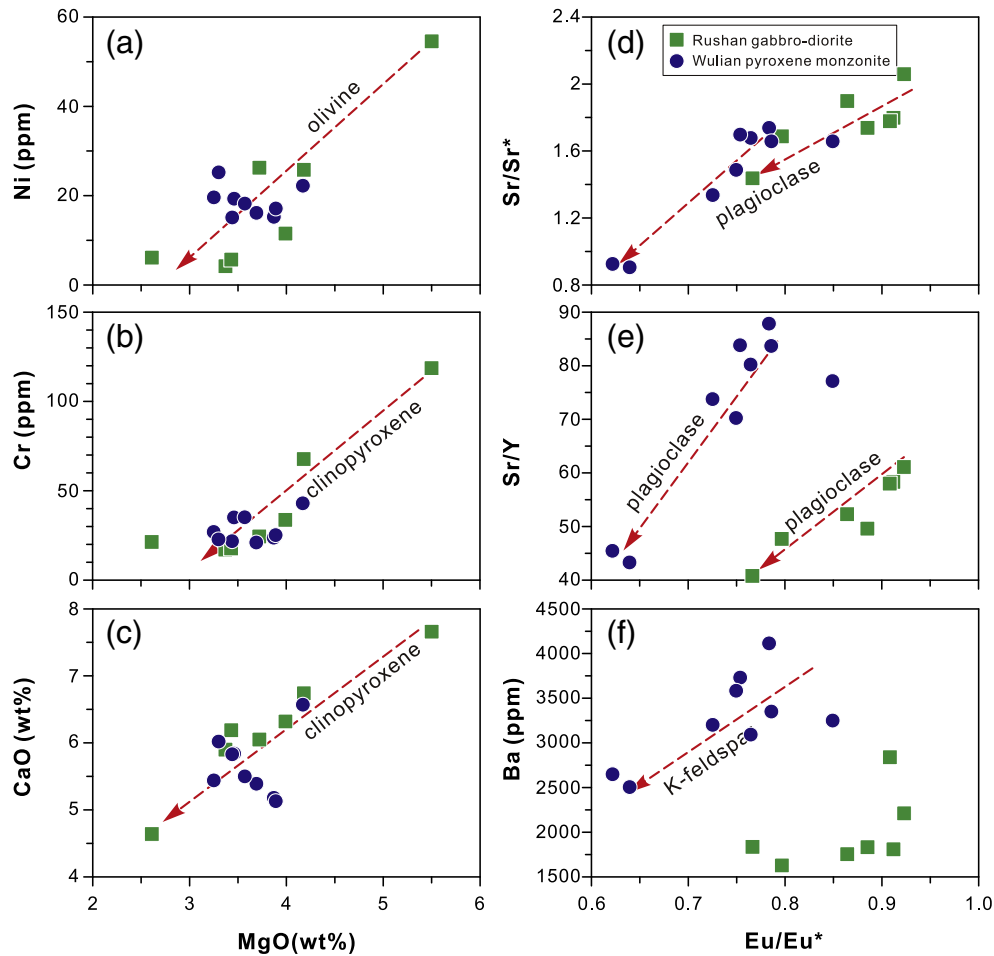 (a)
60
40
20
0
Ni (ppm)
olivine
(b)
150
100
50
0
Cr (ppm)
clinopyroxene
(c)
8
7
6
5
4
CaO (wt%)
clinopyroxene
2 3 4 5 6
MgO(wt%)
(d)
Rushan gabbro-diorite
Wulian pyroxene monzonite
2.4
2.0
1.6
1.2
0.8
Sr/Sr*
plagioclase
(e)
90
80
70
60
50
40
Sr/Y
plagioclase
plagioclase
(f)
4500
4000
3500
3000
2500
2000
1500
Ba (ppm)
K-feldspa
0.6 0.7 0.8 0.9 1.0
Eu/Eu*